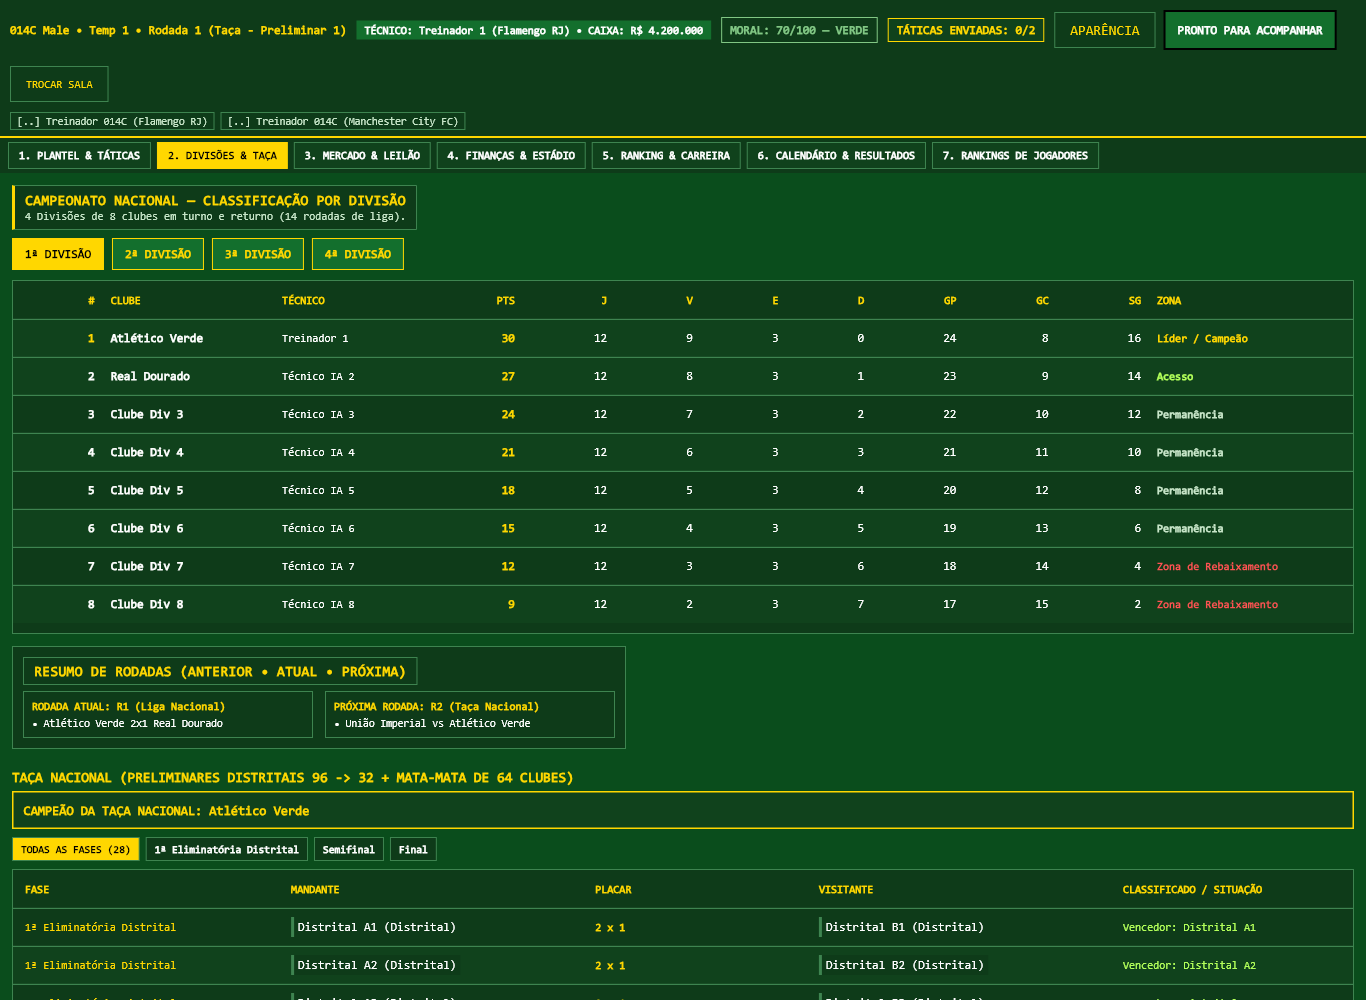 014C Male • Temp 1 • Rodada 1 (Taça - Preliminar 1)
TÉCNICO: Treinador 1 (Flamengo RJ) • CAIXA: R$ 4.200.000
MORAL: 70/100 — VERDE
TÁTICAS ENVIADAS: 0/2
APARÊNCIA
PRONTO PARA ACOMPANHAR
TROCAR SALA
[..] Treinador 014C (Flamengo RJ)
[..] Treinador 014C (Manchester City FC)
1. PLANTEL & TÁTICAS
2. DIVISÕES & TAÇA
3. MERCADO & LEILÃO
4. FINANÇAS & ESTÁDIO
5. RANKING & CARREIRA
6. CALENDÁRIO & RESULTADOS
7. RANKINGS DE JOGADORES
CAMPEONATO NACIONAL — CLASSIFICAÇÃO POR DIVISÃO
4 Divisões de 8 clubes em turno e returno (14 rodadas de liga).
1ª DIVISÃO
2ª DIVISÃO
3ª DIVISÃO
4ª DIVISÃO
# CLUBE TÉCNICO PTS J V E D GP GC SG ZONA
1 Atlético Verde Treinador 1 30 12 9 3 0 24 8 16 Líder / Campeão
2 Real Dourado Técnico IA 2 27 12 8 3 1 23 9 14 Acesso
3 Clube Div 3 Técnico IA 3 24 12 7 3 2 22 10 12 Permanência
4 Clube Div 4 Técnico IA 4 21 12 6 3 3 21 11 10 Permanência
5 Clube Div 5 Técnico IA 5 18 12 5 3 4 20 12 8 Permanência
6 Clube Div 6 Técnico IA 6 15 12 4 3 5 19 13 6 Permanência
7 Clube Div 7 Técnico IA 7 12 12 3 3 6 18 14 4 Zona de Rebaixamento
8 Clube Div 8 Técnico IA 8 9 12 2 3 7 17 15 2 Zona de Rebaixamento
RESUMO DE RODADAS (ANTERIOR • ATUAL • PRÓXIMA)
RODADA ATUAL: R1 (Liga Nacional)
• Atlético Verde 2x1 Real Dourado
PRÓXIMA RODADA: R2 (Taça Nacional)
• União Imperial vs Atlético Verde
TAÇA NACIONAL (PRELIMINARES DISTRITAIS 96 -> 32 + MATA-MATA DE 64 CLUBES)
CAMPEÃO DA TAÇA NACIONAL: Atlético Verde
TODAS AS FASES (28)
1ª Eliminatória Distrital
Semifinal
Final
FASE MANDANTE PLACAR VISITANTE CLASSIFICADO / SITUAÇÃO
1ª Eliminatória Distrital Distrital A1 (Distrital) 2 x 1 Distrital B1 (Distrital) Vencedor: Distrital A1
1ª Eliminatória Distrital Distrital A2 (Distrital) 2 x 1 Distrital B2 (Distrital) Vencedor: Distrital A2